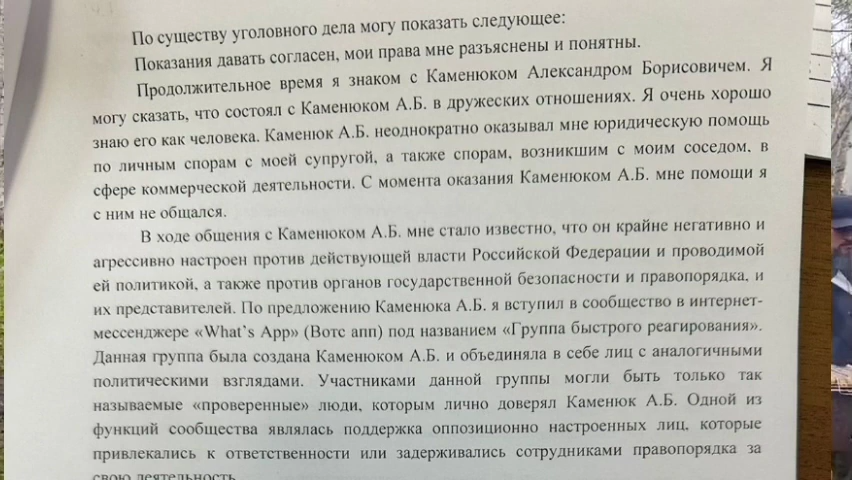 По существу уголовного дела могу показать следующее:
Показания давать согласен, мои права мне разъяснены и понятны.
Продолжительное время я знаком с Каменюком Александром Борисовичем. Я
могу сказать, что состоял с Каменюком А.Б. в дружеских отношениях. Я очень хорошо
знаю его как человека. Каменюк А.Б. неоднократно оказывал мне юридическую помощь
по личным спорам с моей супругой, а также спорам, возникшим с моим соседом, в
сфере коммерческой деятельности. С момента оказания Каменюком А.Б. мне помощи я
с ним не общался.
В ходе общения с Каменюком А.Б. мне стало известно, что он крайне негативно и
агрессивно настроен против действующей власти Российской Федерации и проводимой
ей политикой, а также против органов государственной безопасности и правопорядка, и
их представителей. По предложению Каменюка А.Б. я вступил в сообщество в интернет-
мессенджере «What's App» (Вотс апп) под названием «Группа быстрого реагирования».
Данная группа была создана Каменюком А.Б. и объединяла в себе лиц с аналогичными
политическими взглядами. Участниками данной группы могли быть только так
называемые «проверенные» люди, которым лично доверял Каменюк А.Б. Одной из
функций сообщества являлась поддержка оппозиционно настроенных лиц, которые
привлекались к ответственности или задерживались сотрудниками правопорядка за
свою деятельность.